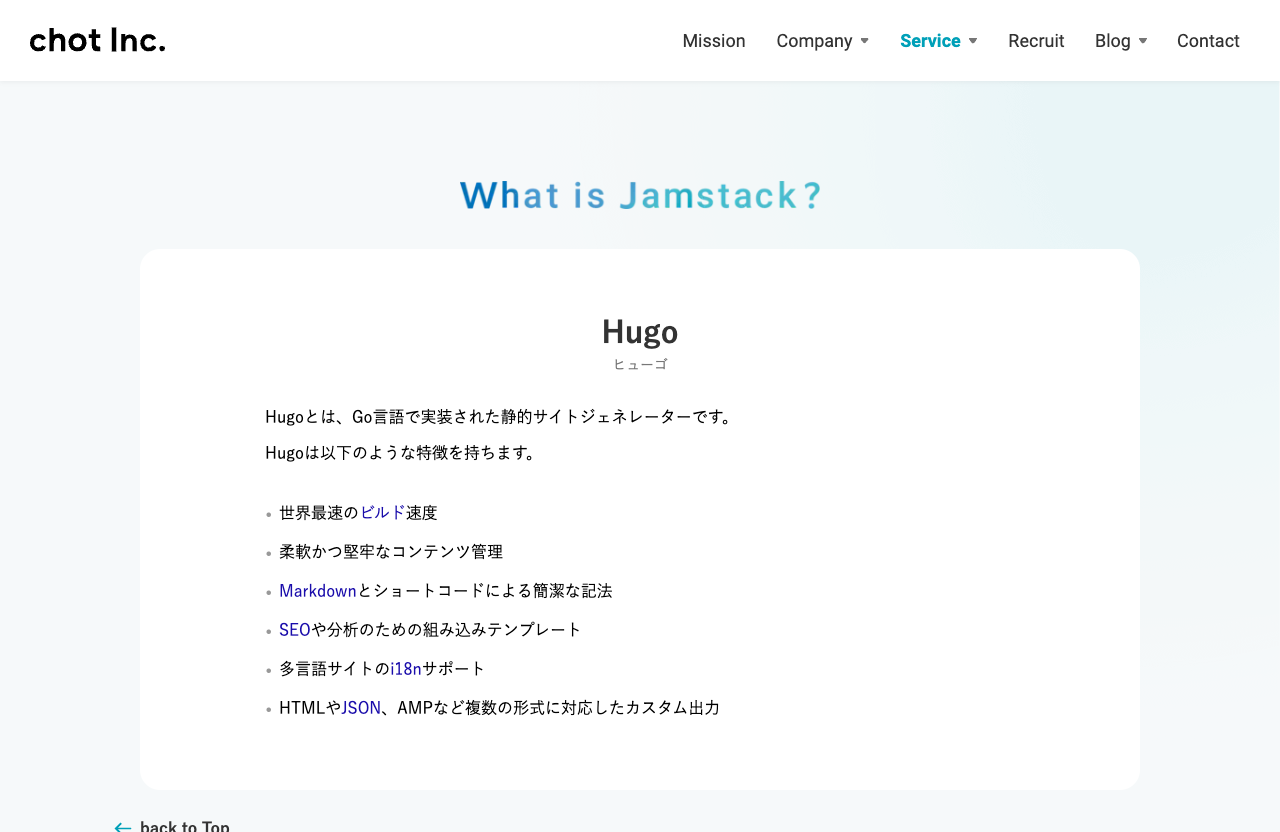 chot Inc.
Mission Company Service Recruit Blog Contact
What is Jamstack?
Hugo
ヒューゴ
Hugoとは、Go言語で実装された静的サイトジェネレーターです。
Hugoは以下のような特徴を持ちます。
世界最速のビルド速度
柔軟かつ堅牢なコンテンツ管理
Markdownとショートコードによる簡潔な記法
SEOや分析のための組み込みテンプレート
多言語サイトのi18nサポート
HTMLやJSON、AMPなど複数の形式に対応したカスタム出力
back to Top